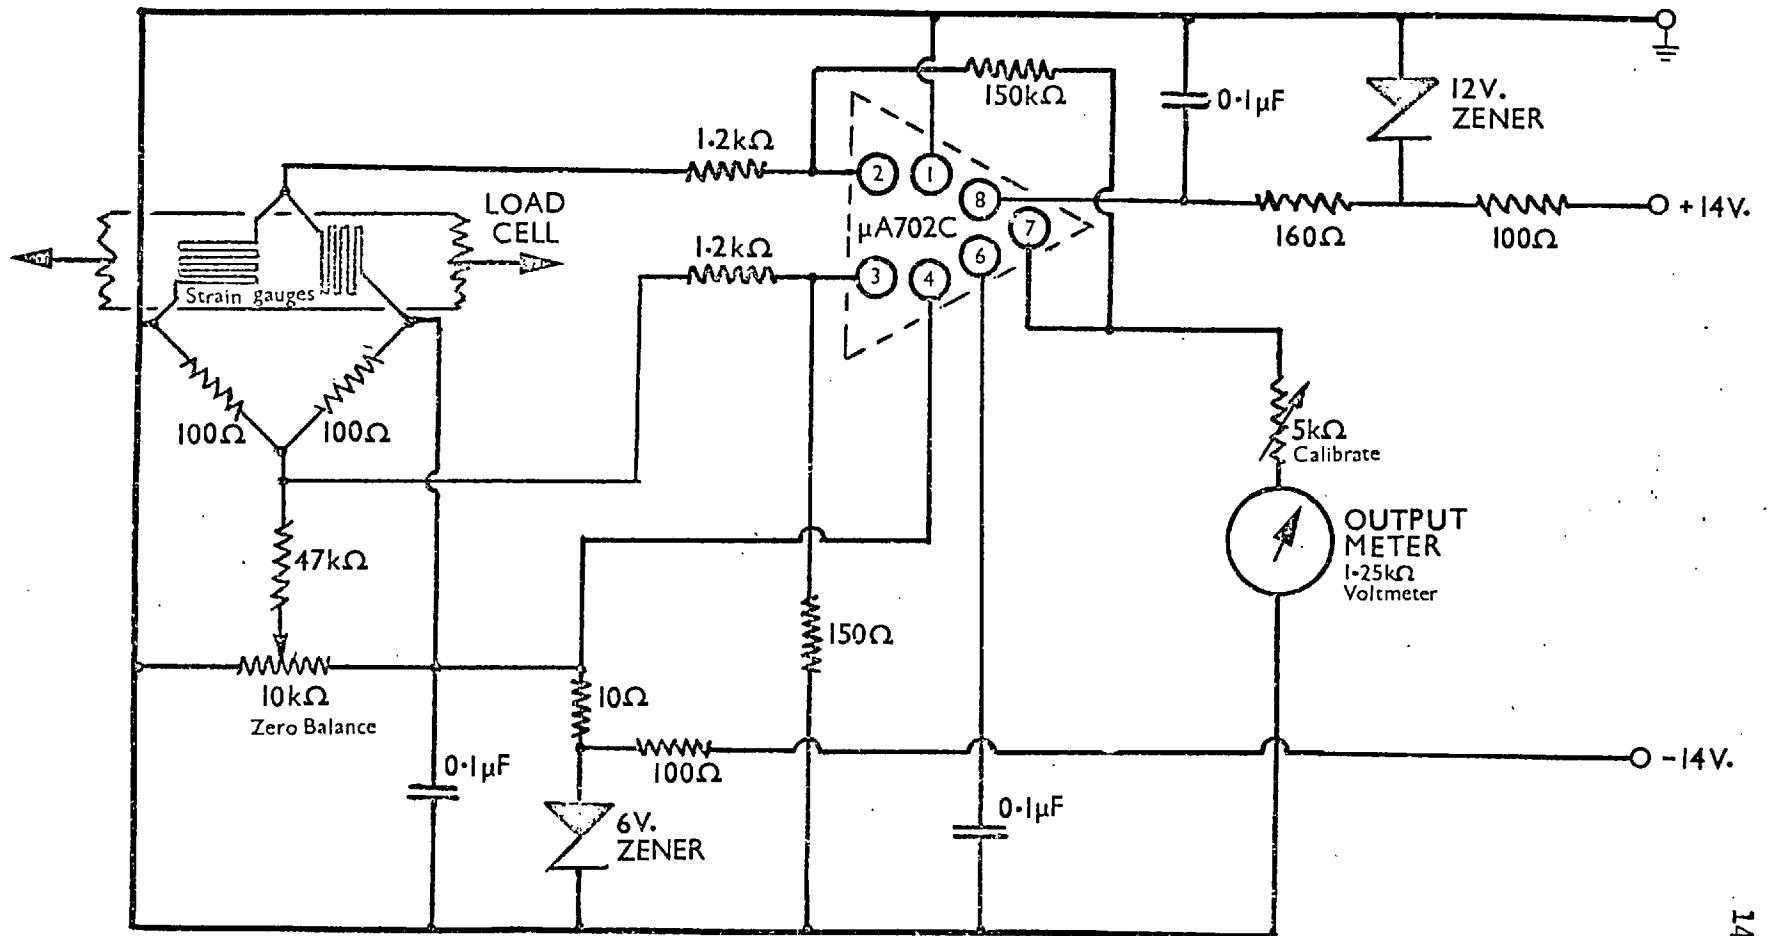 150kΩ
0·1µF
12V.
ZENER
1·2kΩ
2
1
8
7
6
3
4
µA702C
+14V.
160Ω
100Ω
LOAD
CELL
1·2kΩ
Strain gauges
100Ω
100Ω
5kΩ
Calibrate
OUTPUT
METER
1·25kΩ
Voltmeter
47kΩ
150Ω
10kΩ
Zero Balance
10Ω
100Ω
-14V.
0·1µF
6V.
ZENER
0·1µF
14